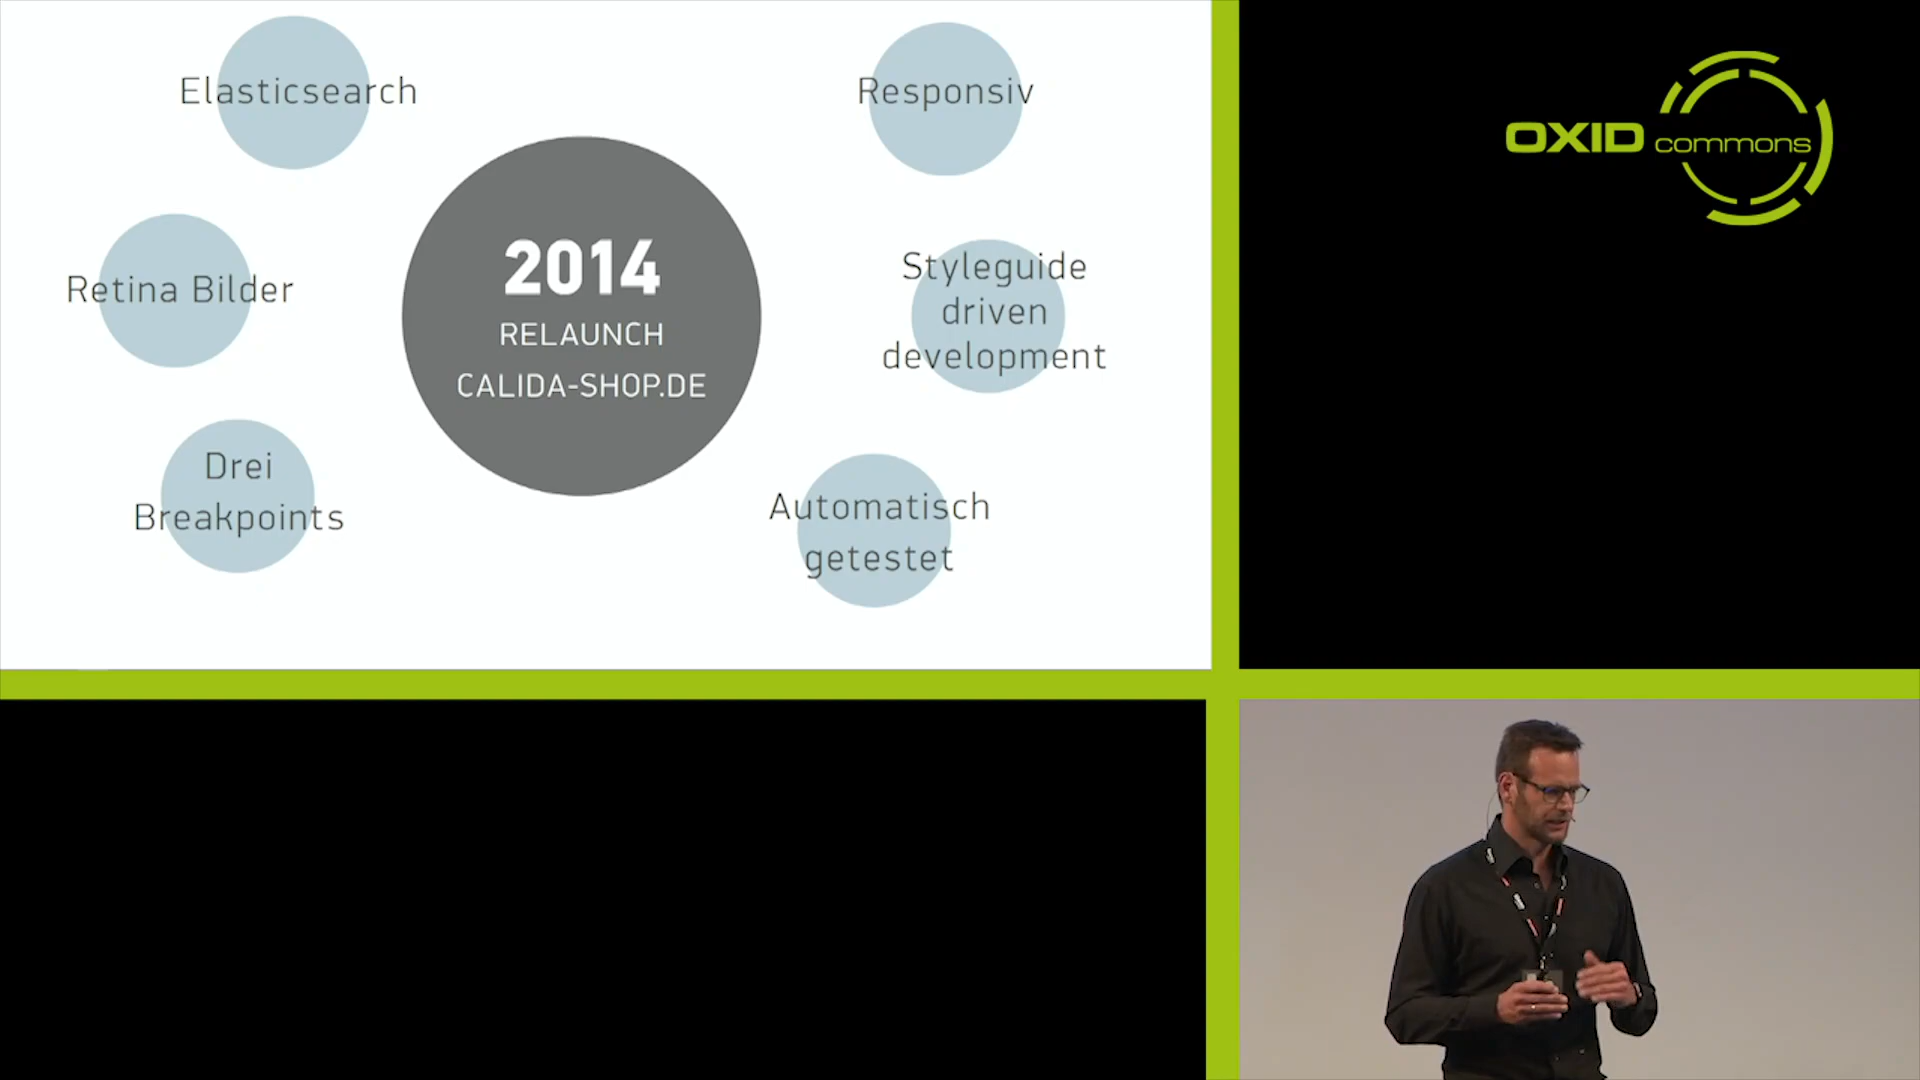 Elasticsearch
Responsiv
Retina Bilder
2014
RELAUNCH
CALIDA-SHOP.DE
Styleguide
driven
development
Drei
Breakpoints
Automatisch
getestet
OXID commons